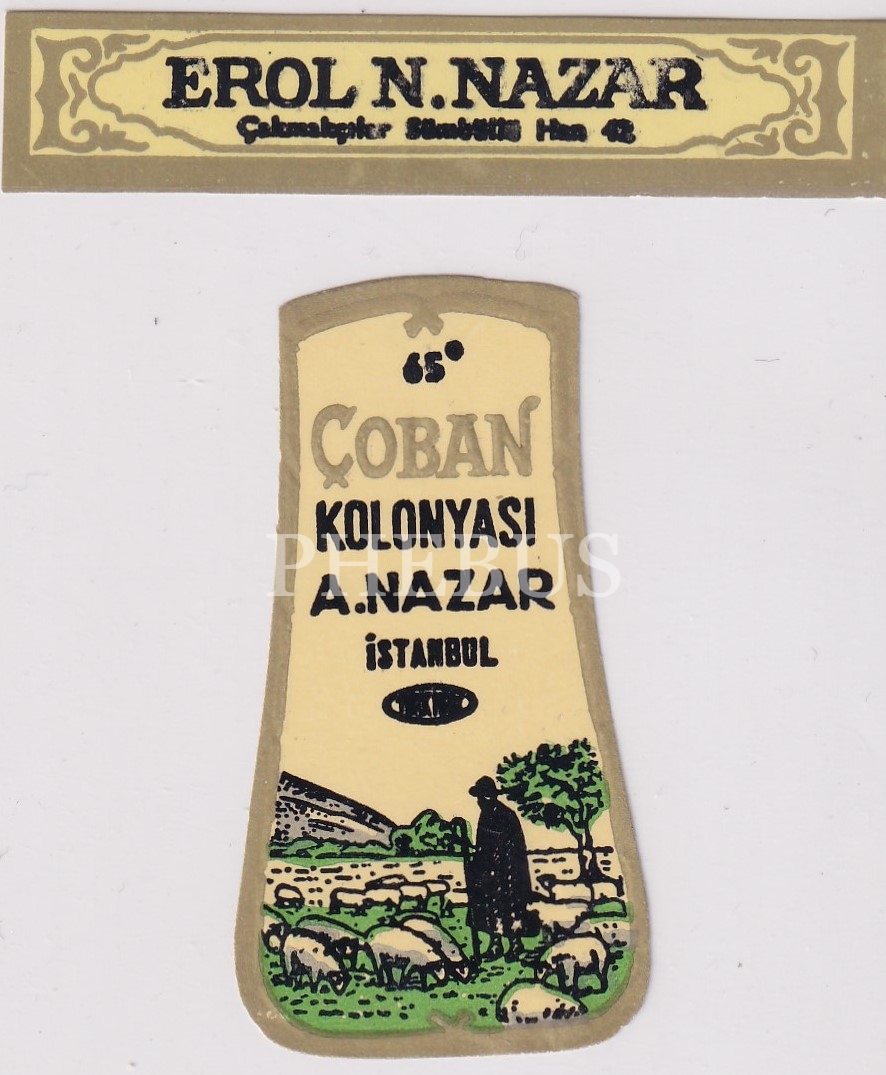 EROL N. NAZAR
Çakmakçılar Sümbüllü Han 42
65°
ÇOBAN
KOLONYASI
A.NAZAR
İSTANBUL
PHEBUS